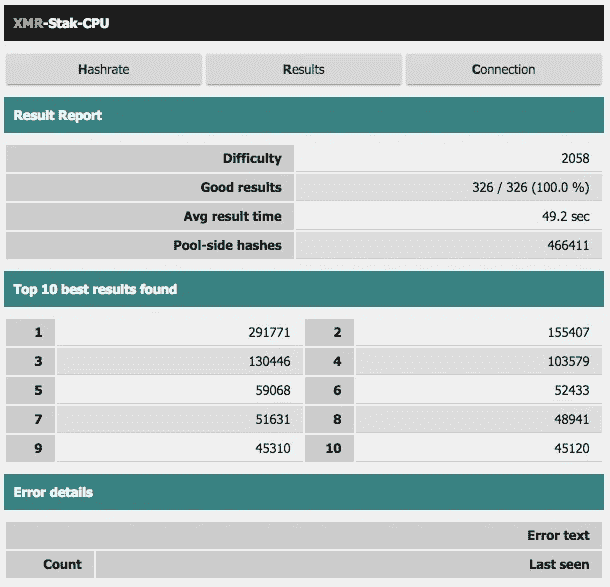 XMR-Stak-CPU
Hashrate Results Connection
Result Report
Difficulty 2058
Good results 326 / 326 (100.0 %)
Avg result time 49.2 sec
Pool-side hashes 466411
Top 10 best results found
1 291771 2 155407
3 130446 4 103579
5 59068 6 52433
7 51631 8 48941
9 45310 10 45120
Error details
Error text
Count Last seen